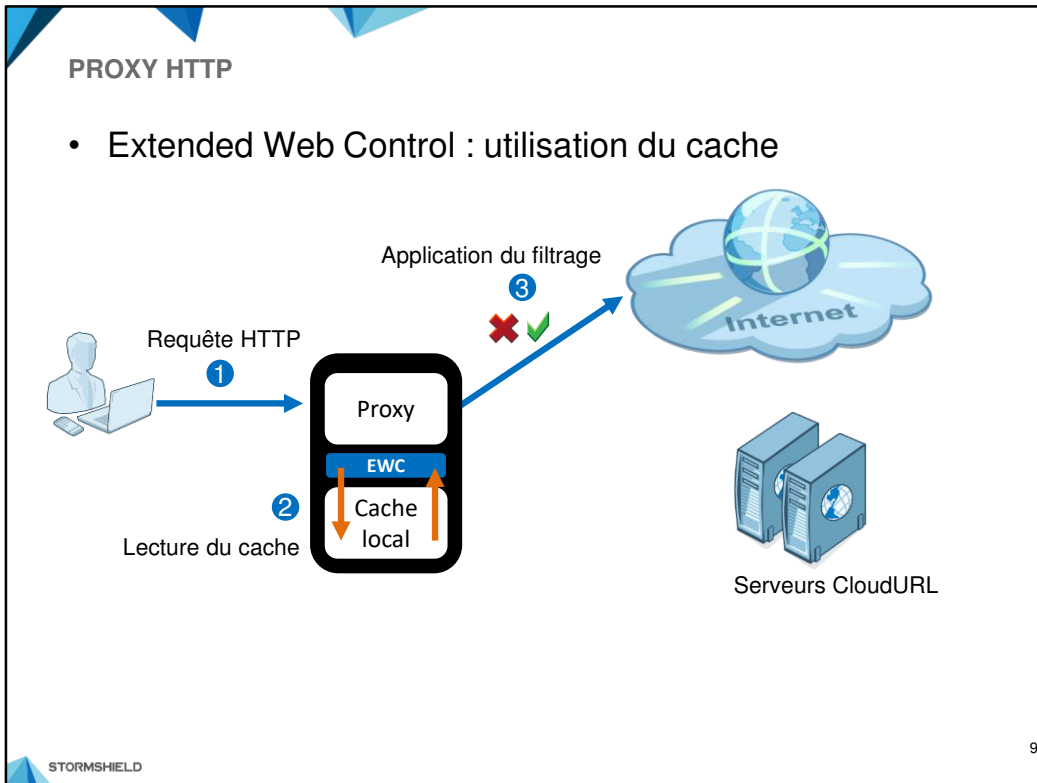 PROXY HTTP
• Extended Web Control : utilisation du cache
Application du filtrage
3
Internet
Requête HTTP
1
Proxy
EWC
2
Cache
local
Lecture du cache
Serveurs CloudURL
9
STORMSHIELD